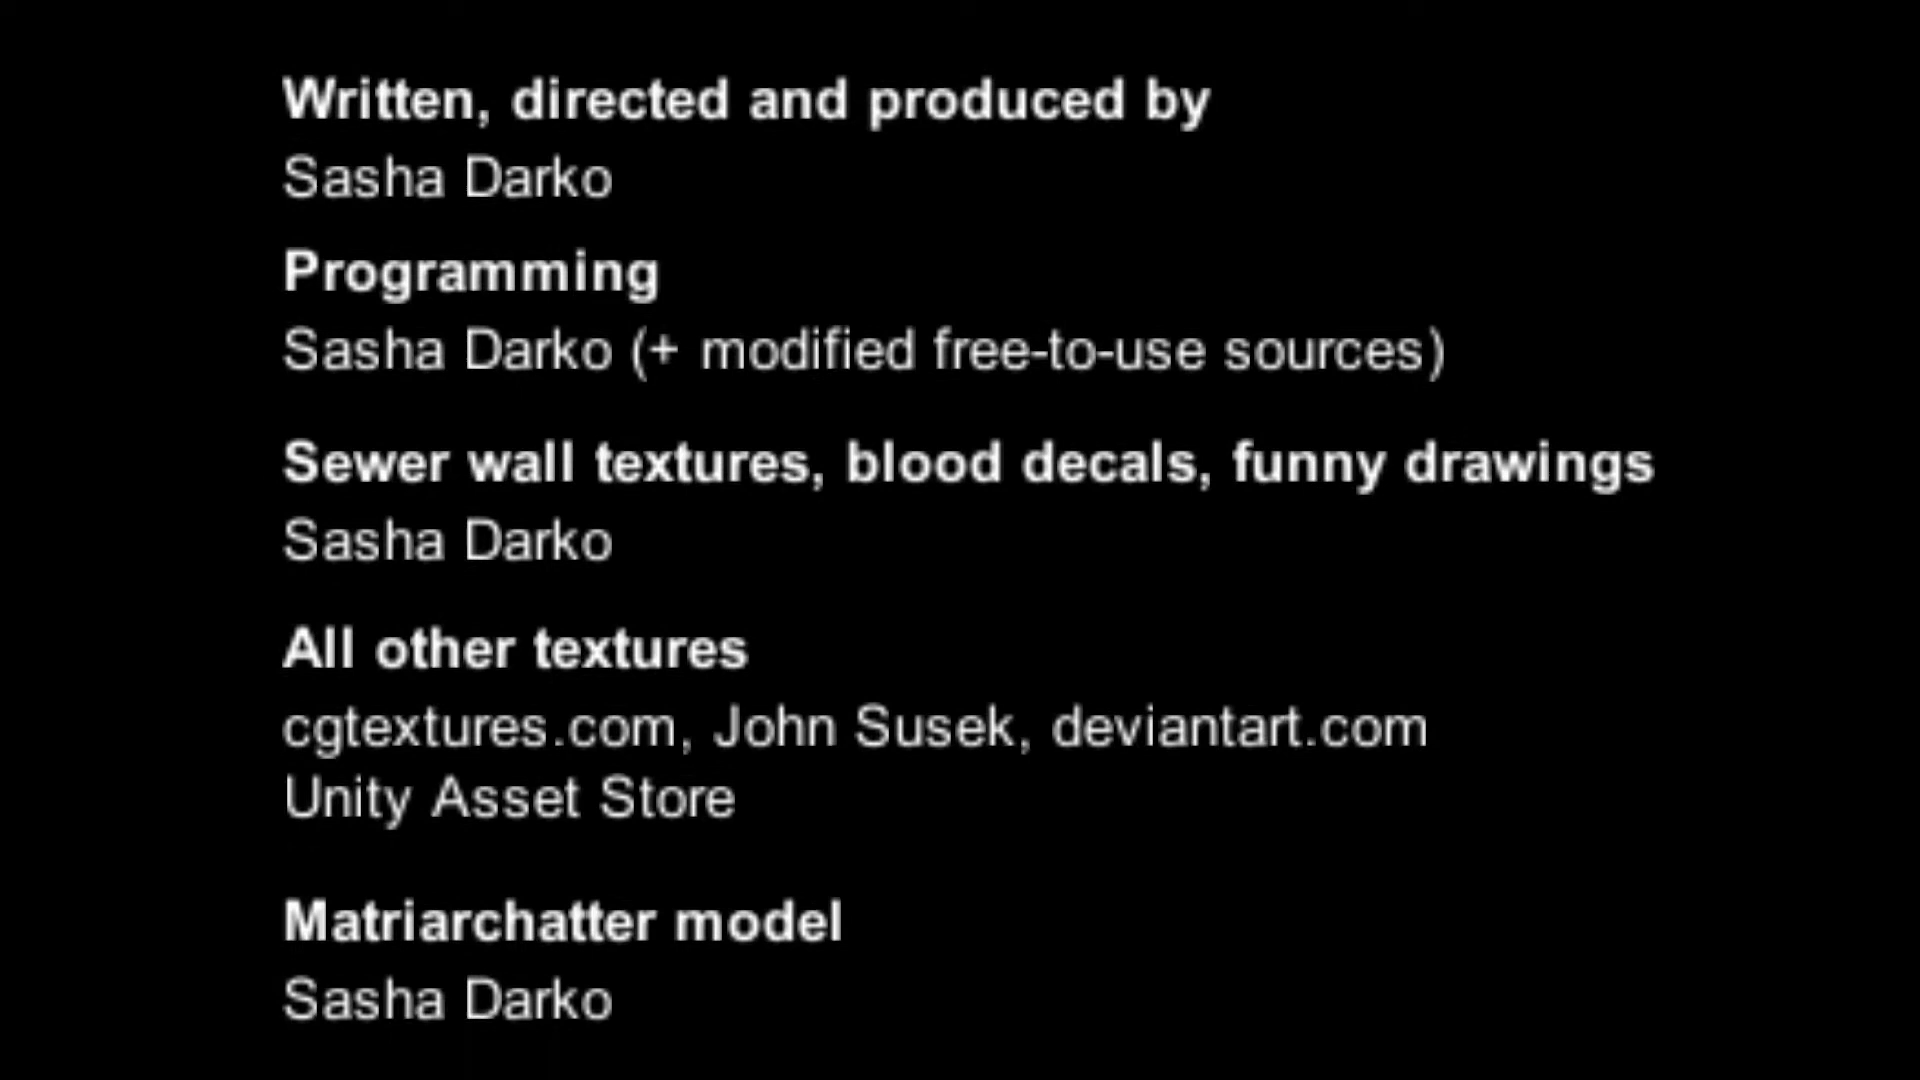 Written, directed and produced by
Sasha Darko
Programming
Sasha Darko (+ modified free-to-use sources)
Sewer wall textures, blood decals, funny drawings
Sasha Darko
All other textures
cgtextures.com, John Susek, deviantart.com
Unity Asset Store
Matriarchatter model
Sasha Darko